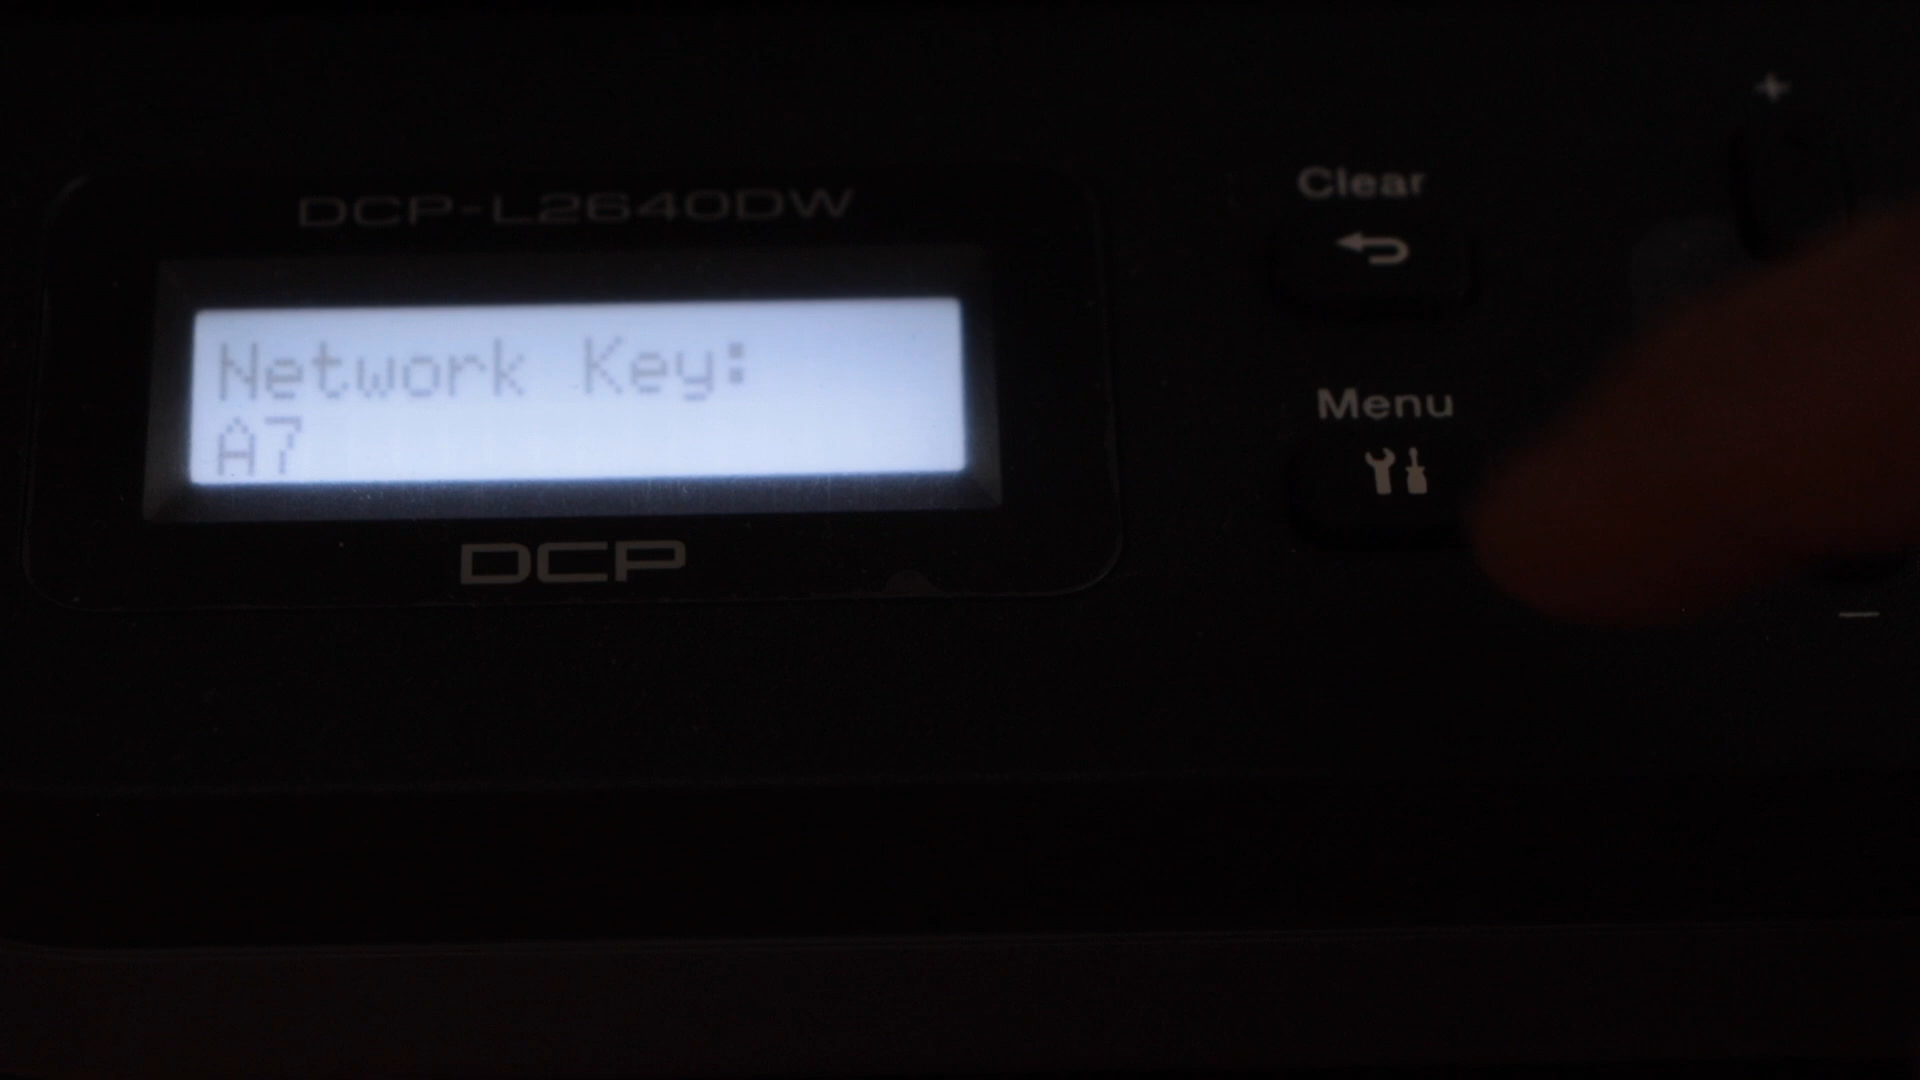 DCP-L2640DW
Network Key:
A7
DCP
Clear
Menu
+
—